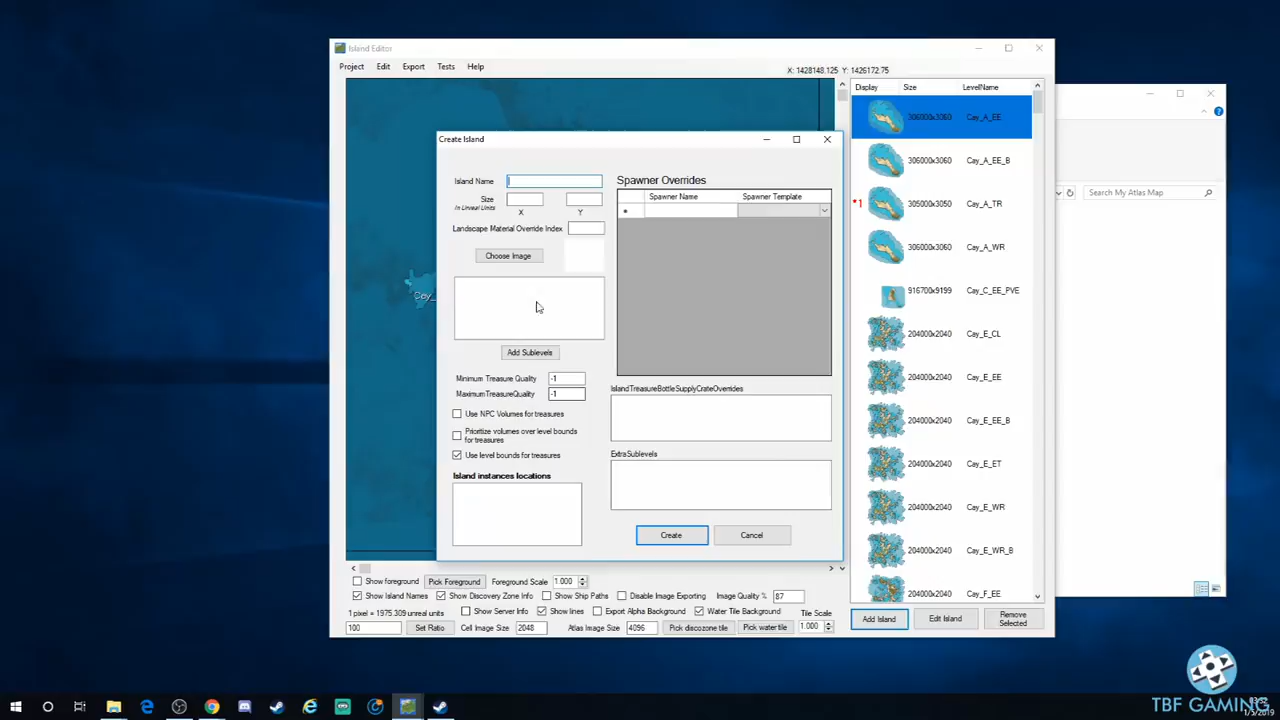 Island Editor
Project Edit Export Tests Help
X: 1428148.125 Y: 1426172.75
Display Size LevelName
306000x3060 Cay_A_EE
306000x3060 Cay_A_EE_B
*1 305000x3050 Cay_A_TR
306000x3060 Cay_A_WR
916700x9199 Cay_C_EE_PVE
204000x2040 Cay_E_CL
204000x2040 Cay_E_EE
204000x2040 Cay_E_EE_B
204000x2040 Cay_E_ET
204000x2040 Cay_E_WR
204000x2040 Cay_E_WR_B
204000x2040 Cay_F_EE
Search My Atlas Map
Cay_
Create Island
Island Name
Size
In Unreal Units
X Y
Landscape Material Override Index
Choose Image
Add Sublevels
Minimum Treasure Quality -1
MaximumTreasureQuality -1
Use NPC Volumes for treasures
Prioritize volumes over level bounds
for treasures
Use level bounds for treasures
Island instances locations
Spawner Overrides
Spawner Name Spawner Template
IslandTreasureBottleSupplyCrateOverrides
ExtraSublevels
Create Cancel
Show foreground Pick Foreground Foreground Scale 1.000
Show Island Names Show Discovery Zone Info Show Ship Paths Disable Image Exporting Image Quality % 87
1 pixel = 1975.309 unreal units Show Server Info Show lines Export Alpha Background Water Tile Background Tile Scale
100 Set Ratio Cell Image Size 2048 Atlas Image Size 4096 Pick discozone tile Pick water tile 1.000
Add Island Edit Island Remove
Selected
TBF GAMING
1/3/2019